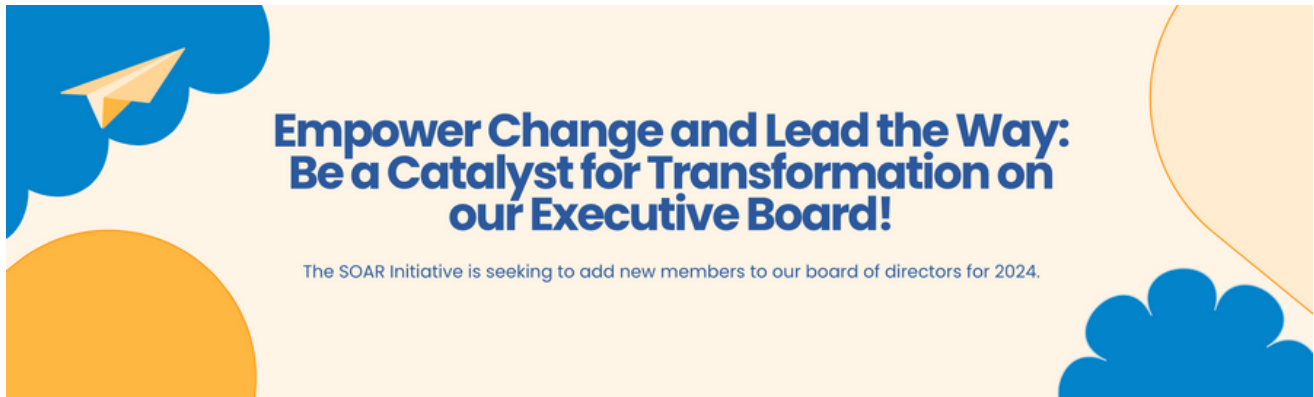 Empower Change and Lead the Way:
Be a Catalyst for Transformation on
our Executive Board!
The SOAR Initiative is seeking to add new members to our board of directors for 2024.